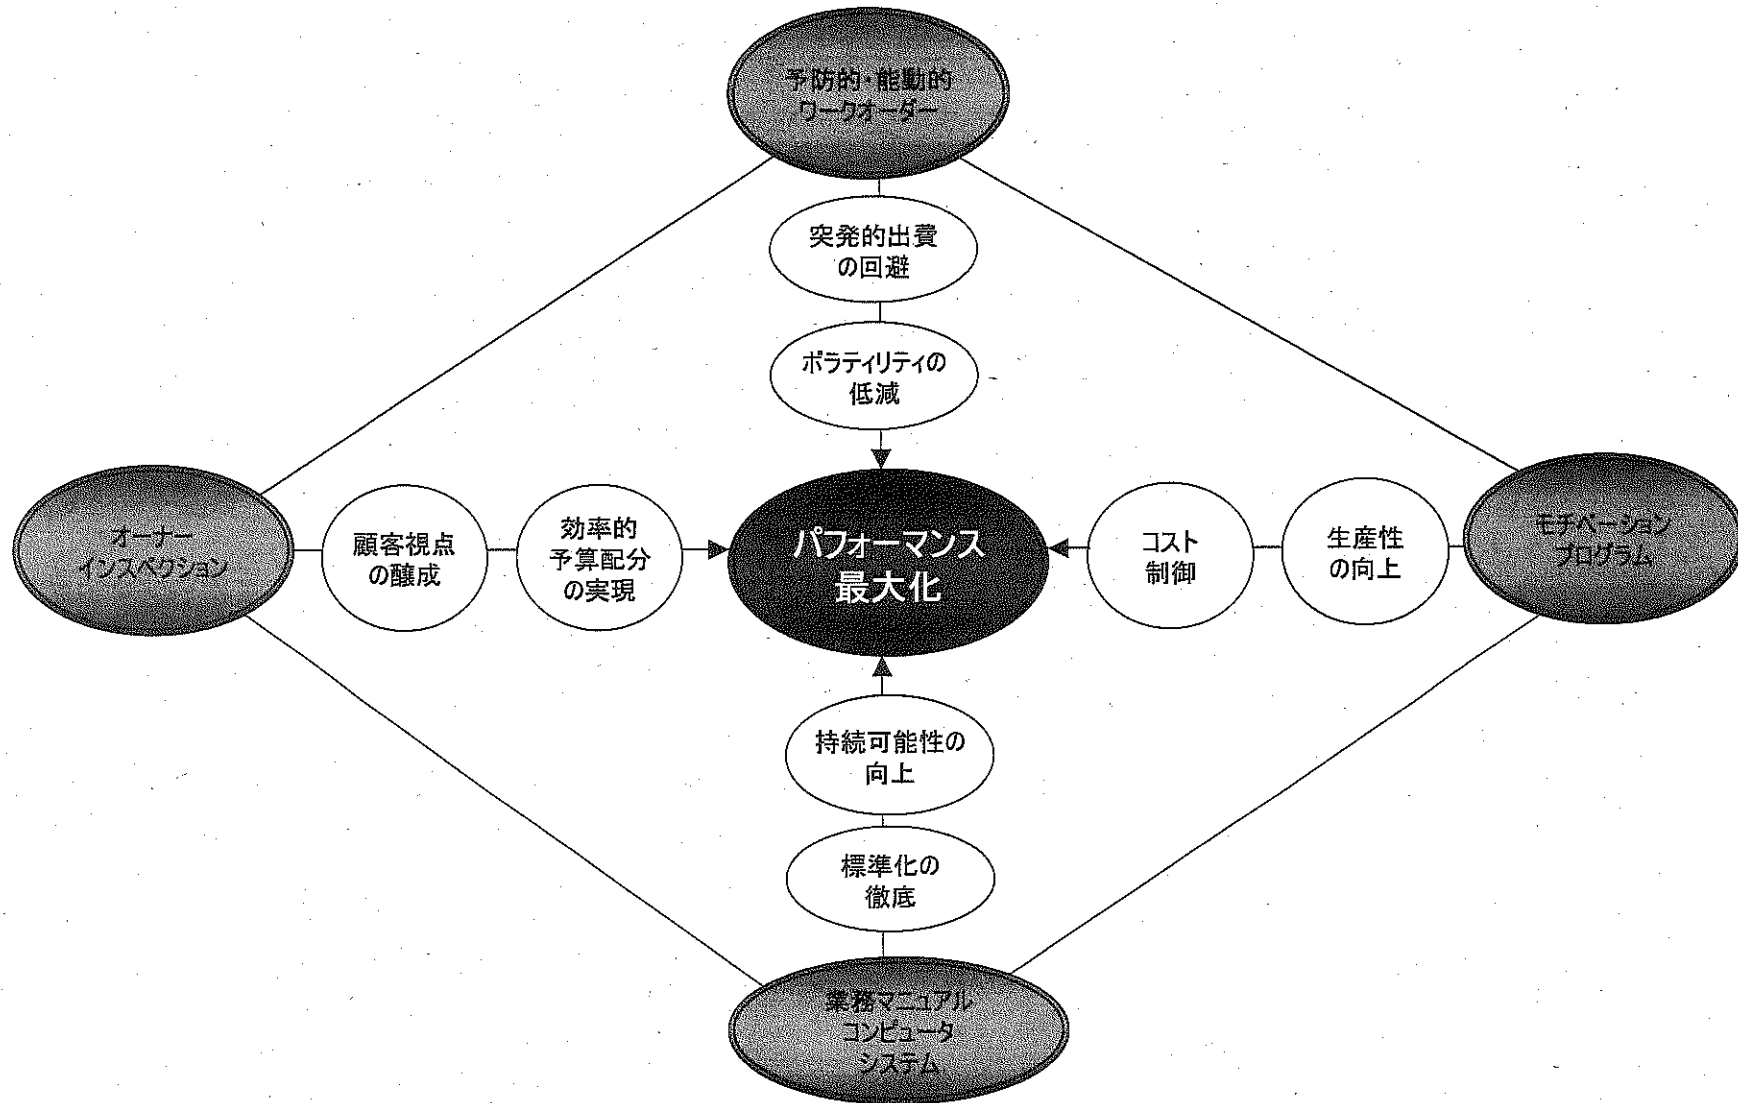 予防的・能動的
ワークオーダー
突発的出費
の回避
ボラティリティの
低減
オーナー
インスペクション
顧客視点
の醸成
効率的
予算配分
の実現
パフォーマンス
最大化
コスト
制御
生産性
の向上
モチベーション
プログラム
持続可能性の
向上
標準化の
徹底
業務マニュアル
コンピュータ
システム